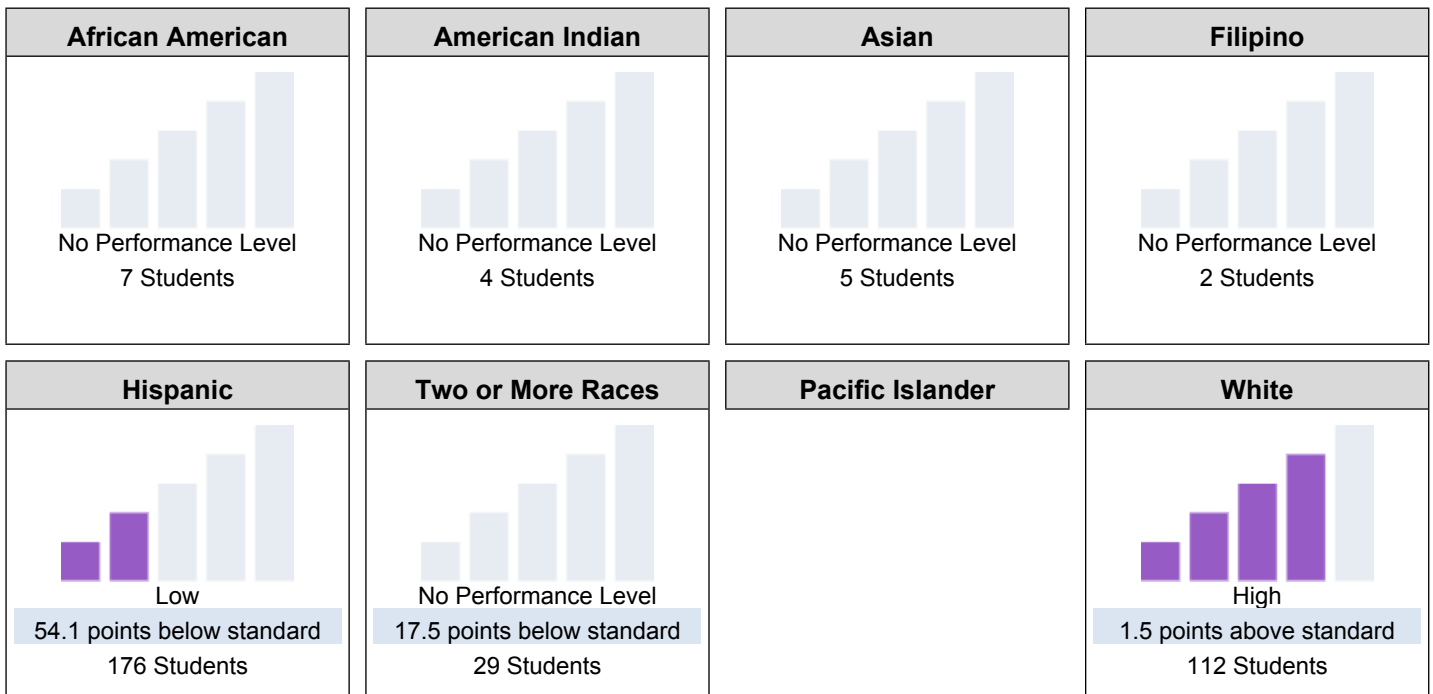 African American
No Performance Level
7 Students
American Indian
No Performance Level
4 Students
Asian
No Performance Level
5 Students
Filipino
No Performance Level
2 Students
Hispanic
Low
54.1 points below standard
176 Students
Two or More Races
No Performance Level
17.5 points below standard
29 Students
Pacific Islander
White
High
1.5 points above standard
112 Students